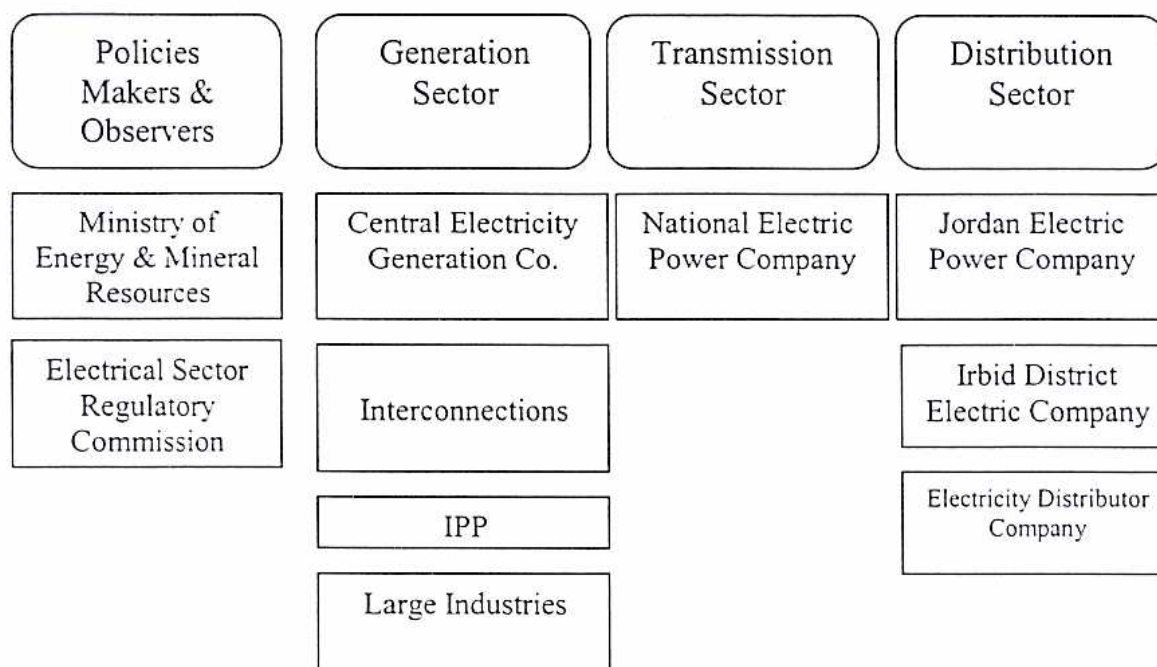 Policies
Makers &
Observers
Generation
Sector
Transmission
Sector
Distribution
Sector
Ministry of
Energy & Mineral
Resources
Central Electricity
Generation Co.
National Electric
Power Company
Jordan Electric
Power Company
Electrical Sector
Regulatory
Commission
Interconnections
Irbid District
Electric Company
IPP
Electricity Distributor
Company
Large Industries